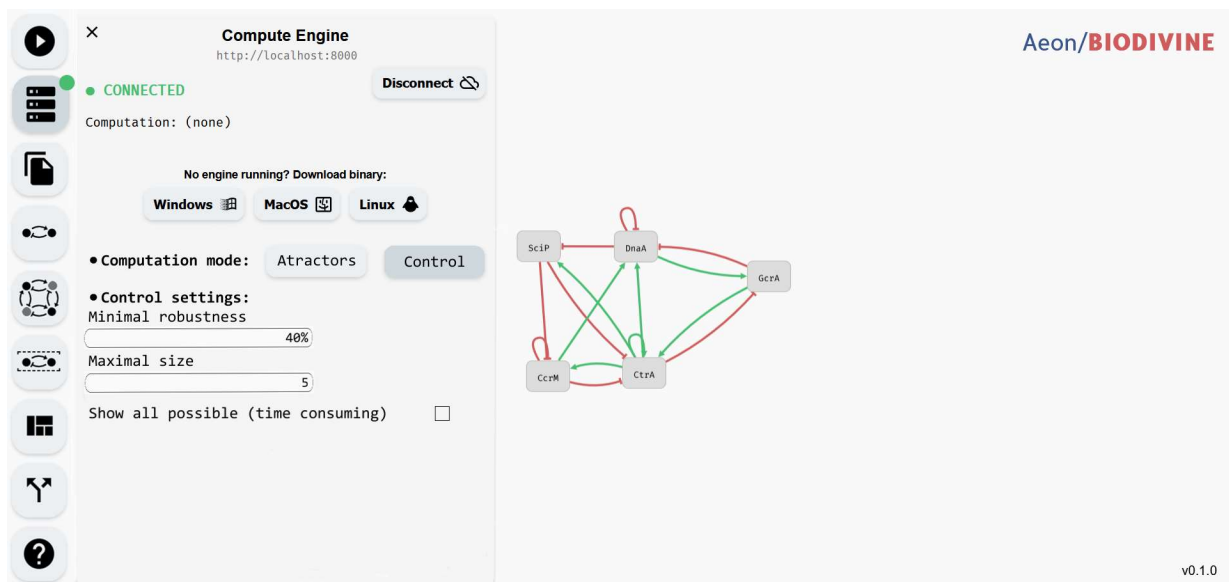 Compute Engine
http://localhost:8000
● CONNECTED
Disconnect
Computation: (none)
No engine running? Download binary:
Windows
MacOS
Linux
●Computation mode:
Atractors
Control
●Control settings:
Minimal robustness
40%
Maximal size
5
Show all possible (time consuming)
Aeon/BIODIVINE
SciP
DnaA
GcrA
CcrM
CtrA
v0.1.0